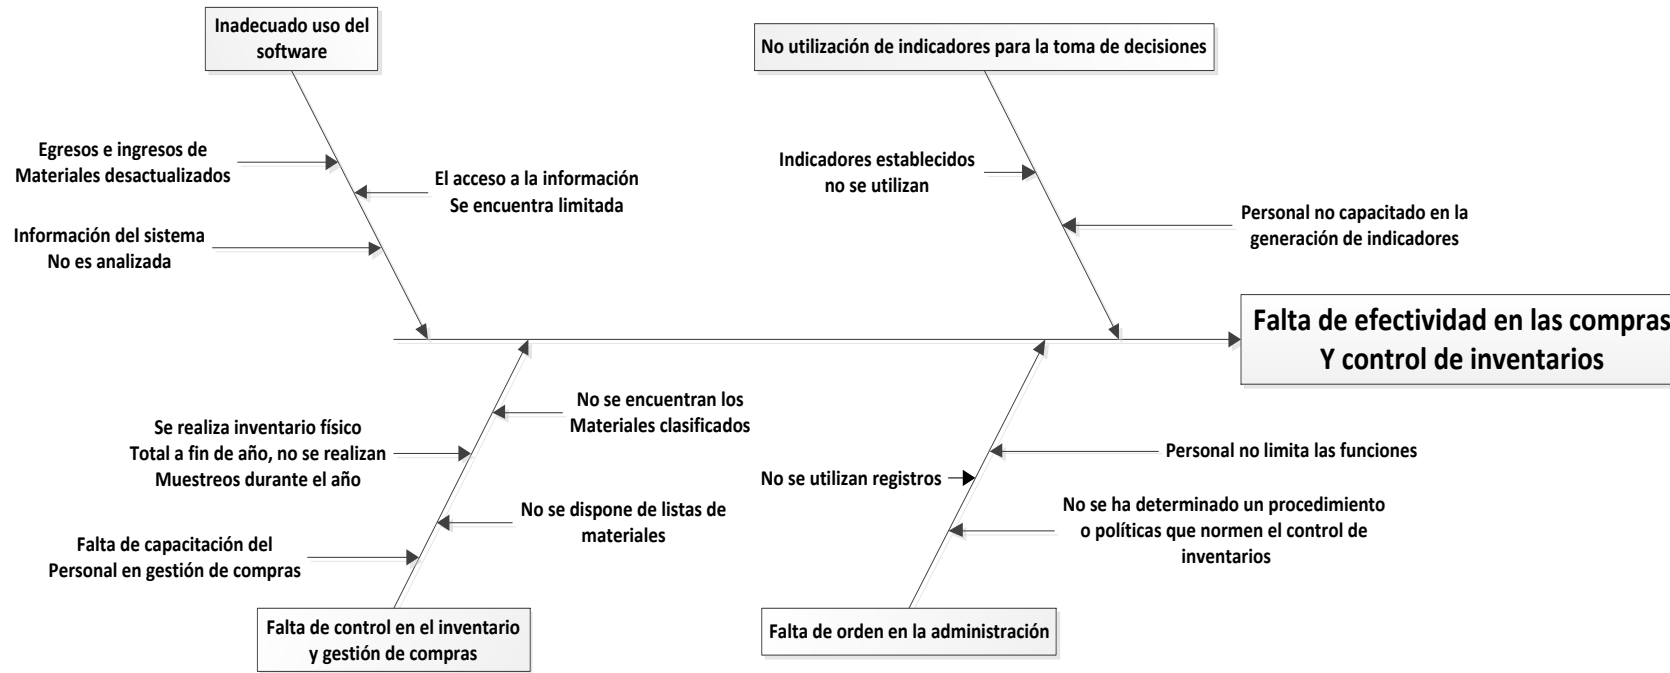 Inadecuado uso del
software
No utilización de indicadores para la toma de decisiones
Egresos e ingresos de
Materiales desactualizados
El acceso a la información
Se encuentra limitada
Información del sistema
No es analizada
Indicadores establecidos
no se utilizan
Personal no capacitado en la
generación de indicadores
Falta de efectividad en las compras
Y control de inventarios
No se encuentran los
Materiales clasificados
Se realiza inventario físico
Total a fin de año, no se realizan
Muestreos durante el año
No se dispone de listas de
materiales
Falta de capacitación del
Personal en gestión de compras
Personal no limita las funciones
No se utilizan registros
No se ha determinado un procedimiento
o políticas que normen el control de
inventarios
Falta de control en el inventario
y gestión de compras
Falta de orden en la administración